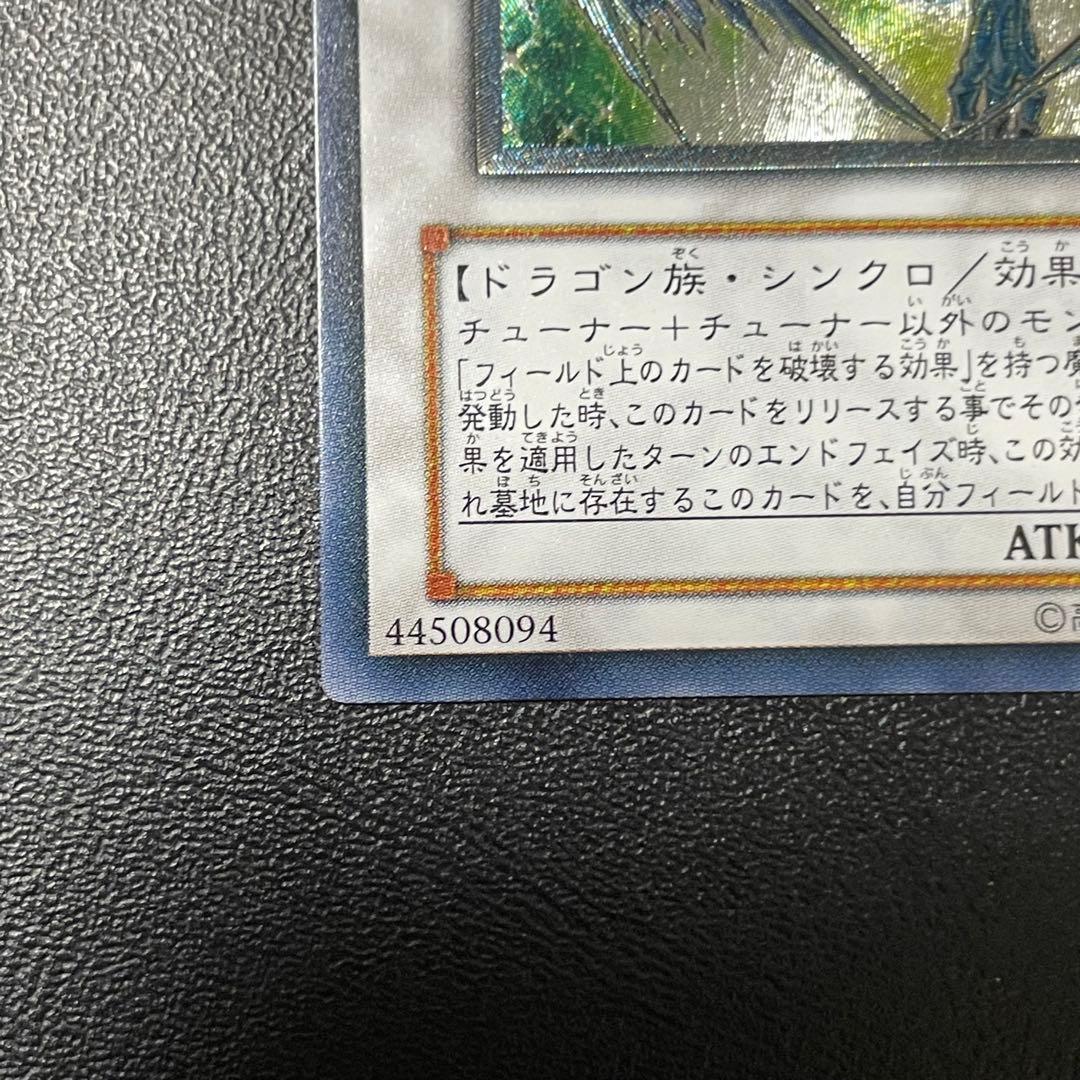 【ドラゴン族・シンクロ／効果
チューナー＋チューナー以外のモン
「フィールド上のカードを破壊する効果」を持つ魔
発動した時、このカードをリリースする事でその
果を適用したターンのエンドフェイズ時、この効
れ墓地に存在するこのカードを、自分フィールド
ATK
44508094
©高